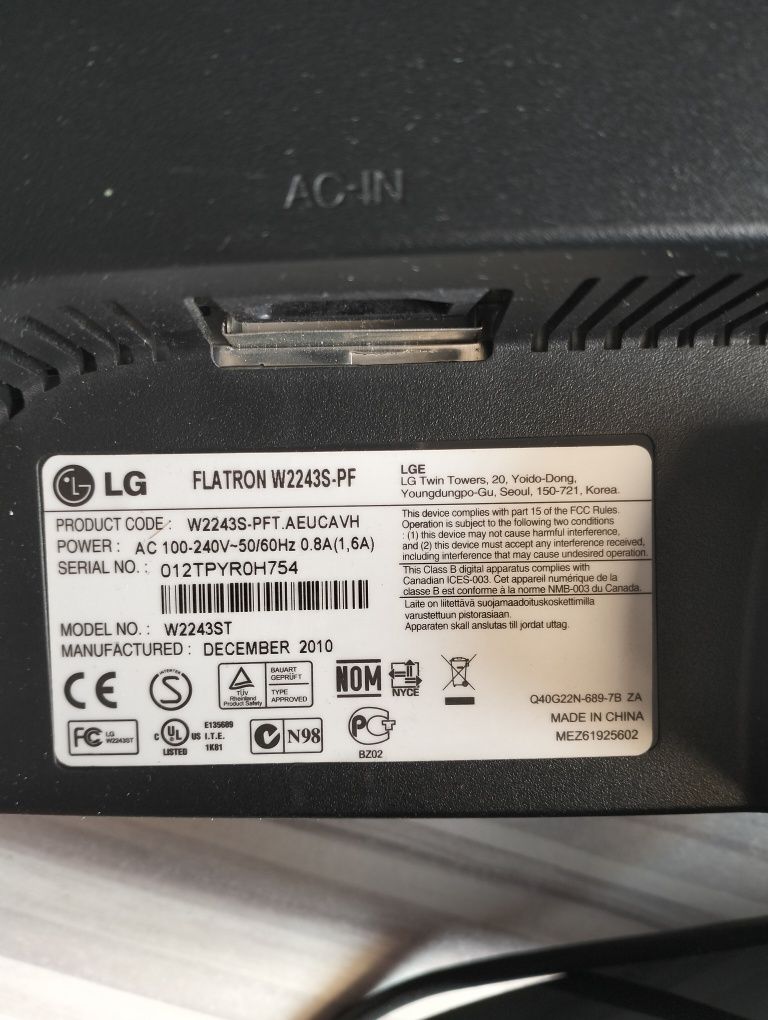 AC-IN
LG FLATRON W2243S-PF
PRODUCT CODE : W2243S-PFT.AEUCAVH
POWER : AC 100-240V~50/60Hz 0.8A(1,6A)
SERIAL NO. : 012TPYR0H754
MODEL NO. : W2243ST
MANUFACTURED : DECEMBER 2010
LGE
LG Twin Towers, 20, Yoido-Dong,
Youngdungpo-Gu, Seoul, 150-721, Korea.
This device complies with part 15 of the FCC Rules.
Operation is subject to the following two conditions
: (1) this device may not cause harmful interference,
and (2) this device must accept any interference received,
including interference that may cause undesired operation.
This Class B digital apparatus complies with
Canadian ICES-003. Cet appareil numérique de la
classe B est conforme à la norme NMB-003 du Canada.
Laite on liitettävä suojamaadoituskoskettimilla
varustettuun pistorasiaan.
Apparaten skall anslutas till jordat uttag.
CE
INTERTEK
S
TÜV
Rheinland
Product Safety
BAUART
GEPRÜFT
TYPE
APPROVED
NOM
NYCE
Q40G22N-689-7B ZA
MADE IN CHINA
MEZ61925602
FC LG
W2243ST
C UL US
LISTED
E135609
I.T.E.
1K81
N98
PCT
BZ02